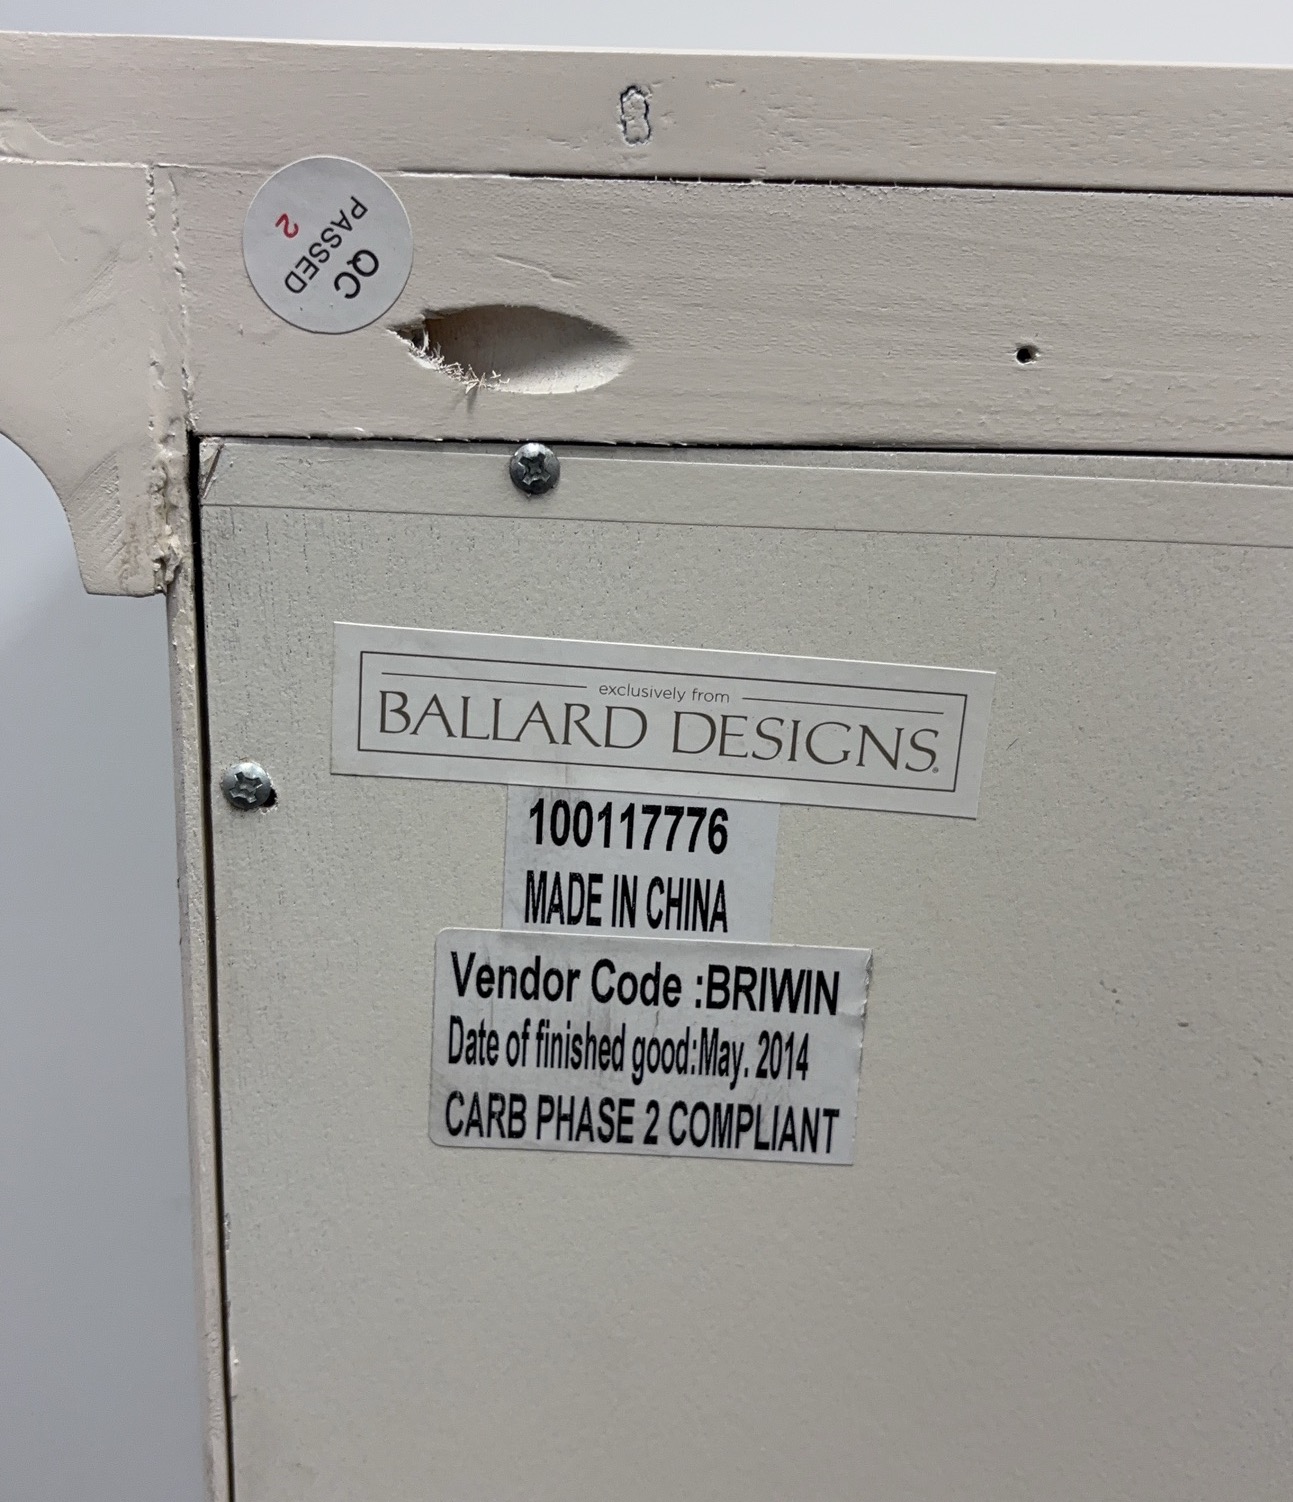 QC
PASSED
2
exclusively from
BALLARD DESIGNS®
100117776
MADE IN CHINA
Vendor Code :BRIWIN
Date of finished good:May. 2014
CARB PHASE 2 COMPLIANT